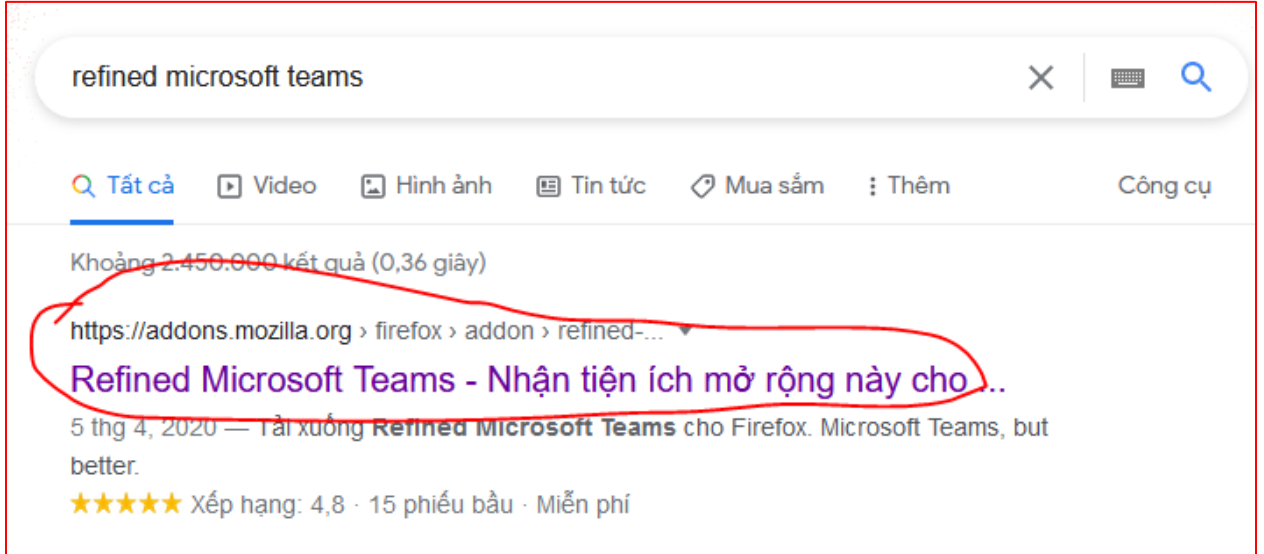 refined microsoft teams
Tất cả Video Hình ảnh Tin tức Mua sắm Thêm Công cụ
Khoảng 2.450.000 kết quả (0,36 giây)
https://addons.mozilla.org › firefox › addon › refined-...
Refined Microsoft Teams - Nhận tiện ích mở rộng này cho ...
5 thg 4, 2020 — Tải xuống Refined Microsoft Teams cho Firefox. Microsoft Teams, but
better.
Xếp hạng: 4,8 · 15 phiếu bầu · Miễn phí